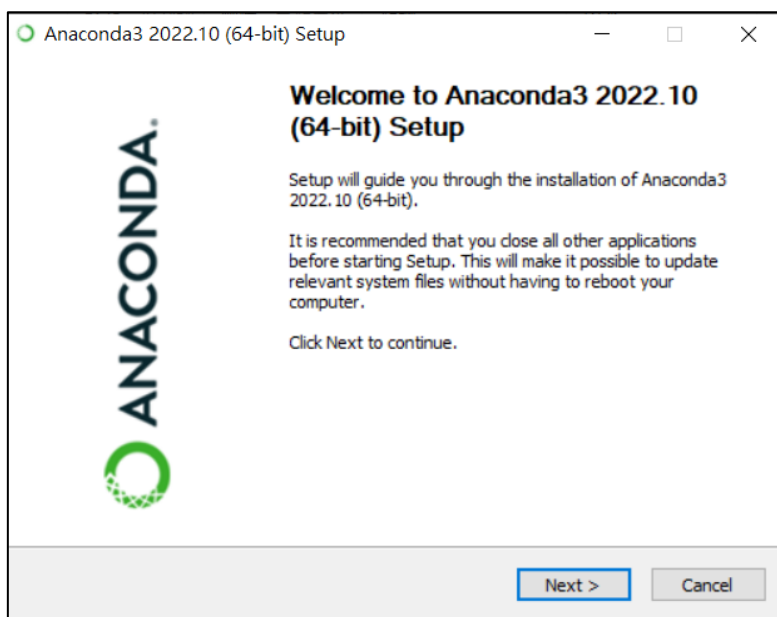 Anaconda3 2022.10 (64-bit) Setup
ANACONDA.
Welcome to Anaconda3 2022.10
(64-bit) Setup
Setup will guide you through the installation of Anaconda3
2022.10 (64-bit).
It is recommended that you close all other applications
before starting Setup. This will make it possible to update
relevant system files without having to reboot your
computer.
Click Next to continue.
Next >
Cancel